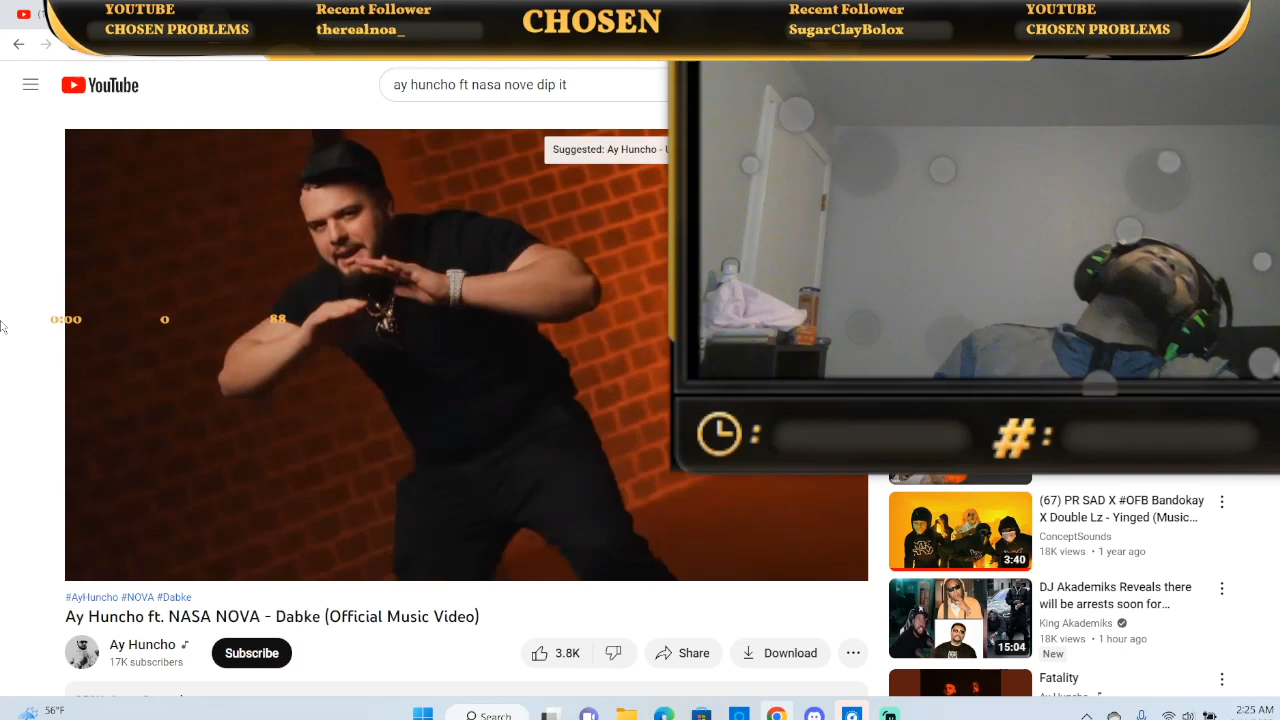 YOUTUBE
CHOSEN PROBLEMS
Recent Follower
therealnoa_
CHOSEN
Recent Follower
SugarClayBolox
YOUTUBE
CHOSEN PROBLEMS
YouTube
ay huncho ft nasa nove dip it
Suggested: Ay Huncho -
0:00
0
88
:
#:
#AyHuncho #NOVA #Dabke
Ay Huncho ft. NASA NOVA - Dabke (Official Music Video)
Ay Huncho
17K subscribers
Subscribe
3.8K
Share
Download
(67) PR SAD X #OFB Bandokay
X Double Lz - Yinged (Music...
ConceptSounds
18K views • 1 year ago
3:40
DJ Akademiks Reveals there
will be arrests soon for...
King Akademiks
18K views • 1 hour ago
New
15:04
Fatality
Ay Huncho
56°F
Search
2:25 AM